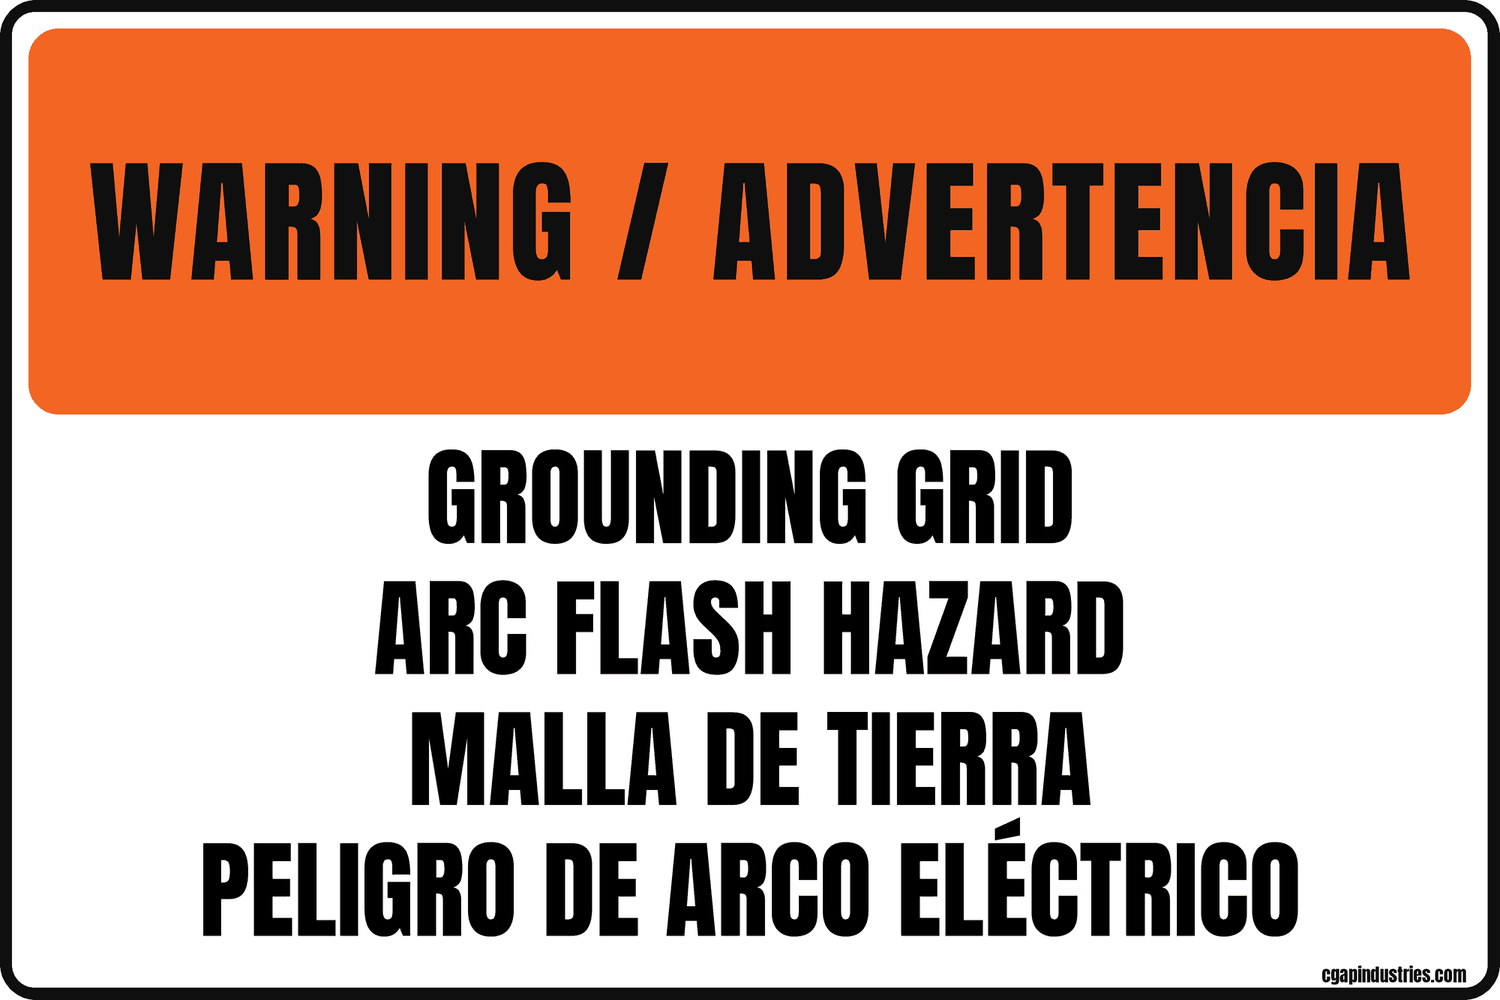 WARNING / ADVERTENCIA
GROUNDING GRID
ARC FLASH HAZARD
MALLA DE TIERRA
PELIGRO DE ARCO ELÉCTRICO
cgapindustries.com